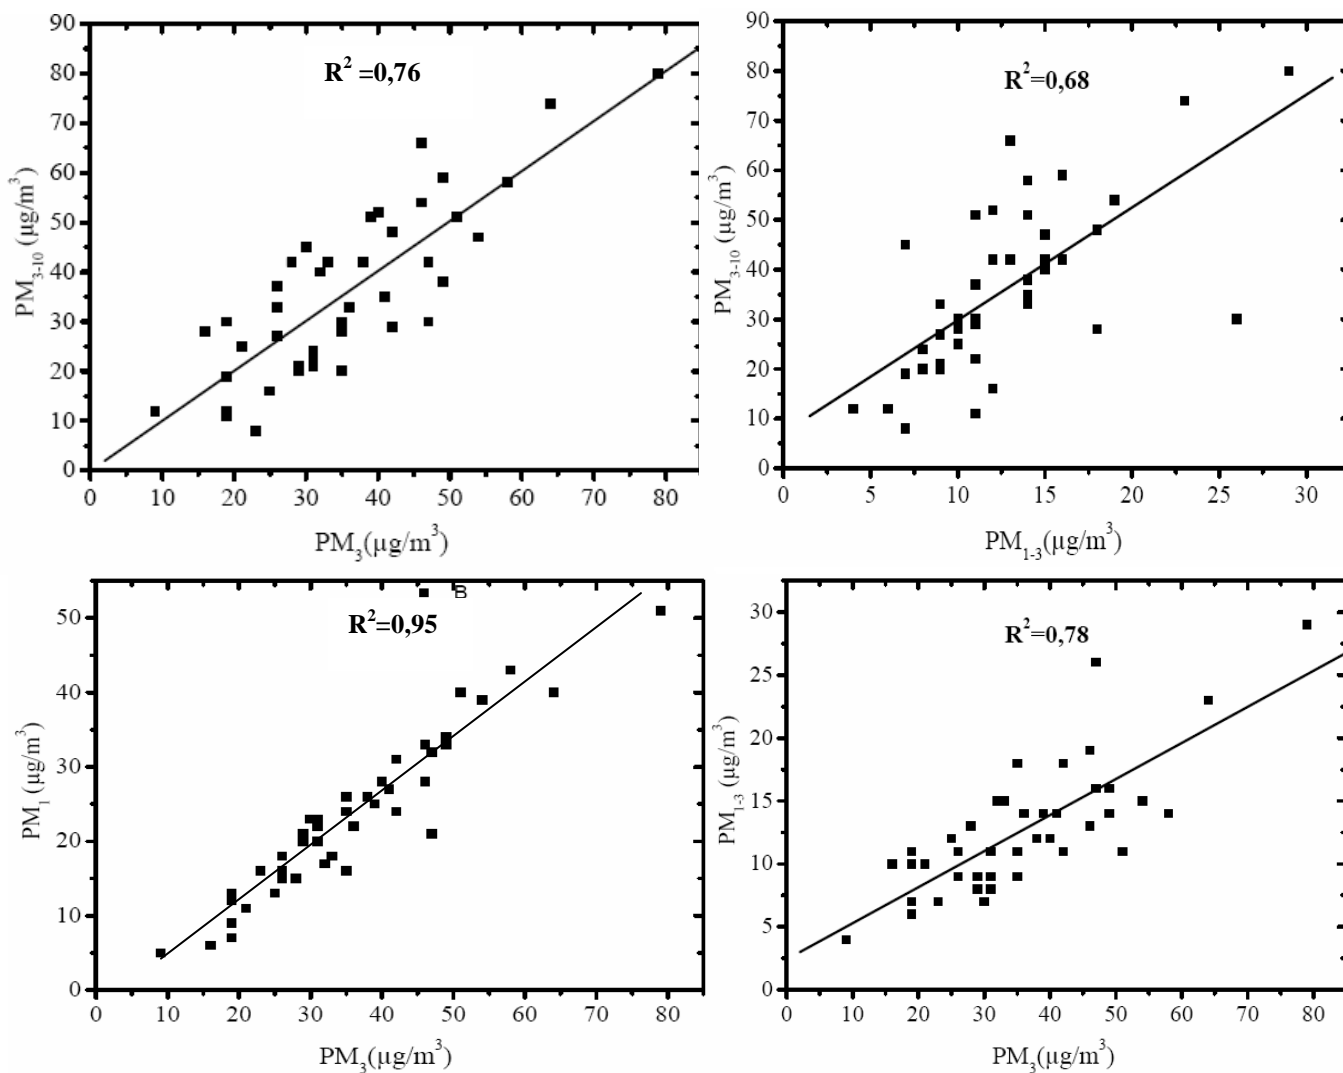 90
80
70
60
50
40
30
20
10
0
PM3-10 (µg/m³)
R² =0,76
0 10 20 30 40 50 60 70 80
PM3(µg/m³)
90
80
70
60
50
40
30
20
10
0
PM3-10 (µg/m³)
R²=0,68
0 5 10 15 20 25 30
PM1-3(µg/m³)
50
40
30
20
10
0
PM1 (µg/m³)
B
R²=0,95
0 10 20 30 40 50 60 70 80
PM3(µg/m³)
30
25
20
15
10
5
0
PM1-3 (µg/m³)
R²=0,78
0 10 20 30 40 50 60 70 80
PM3(µg/m³)